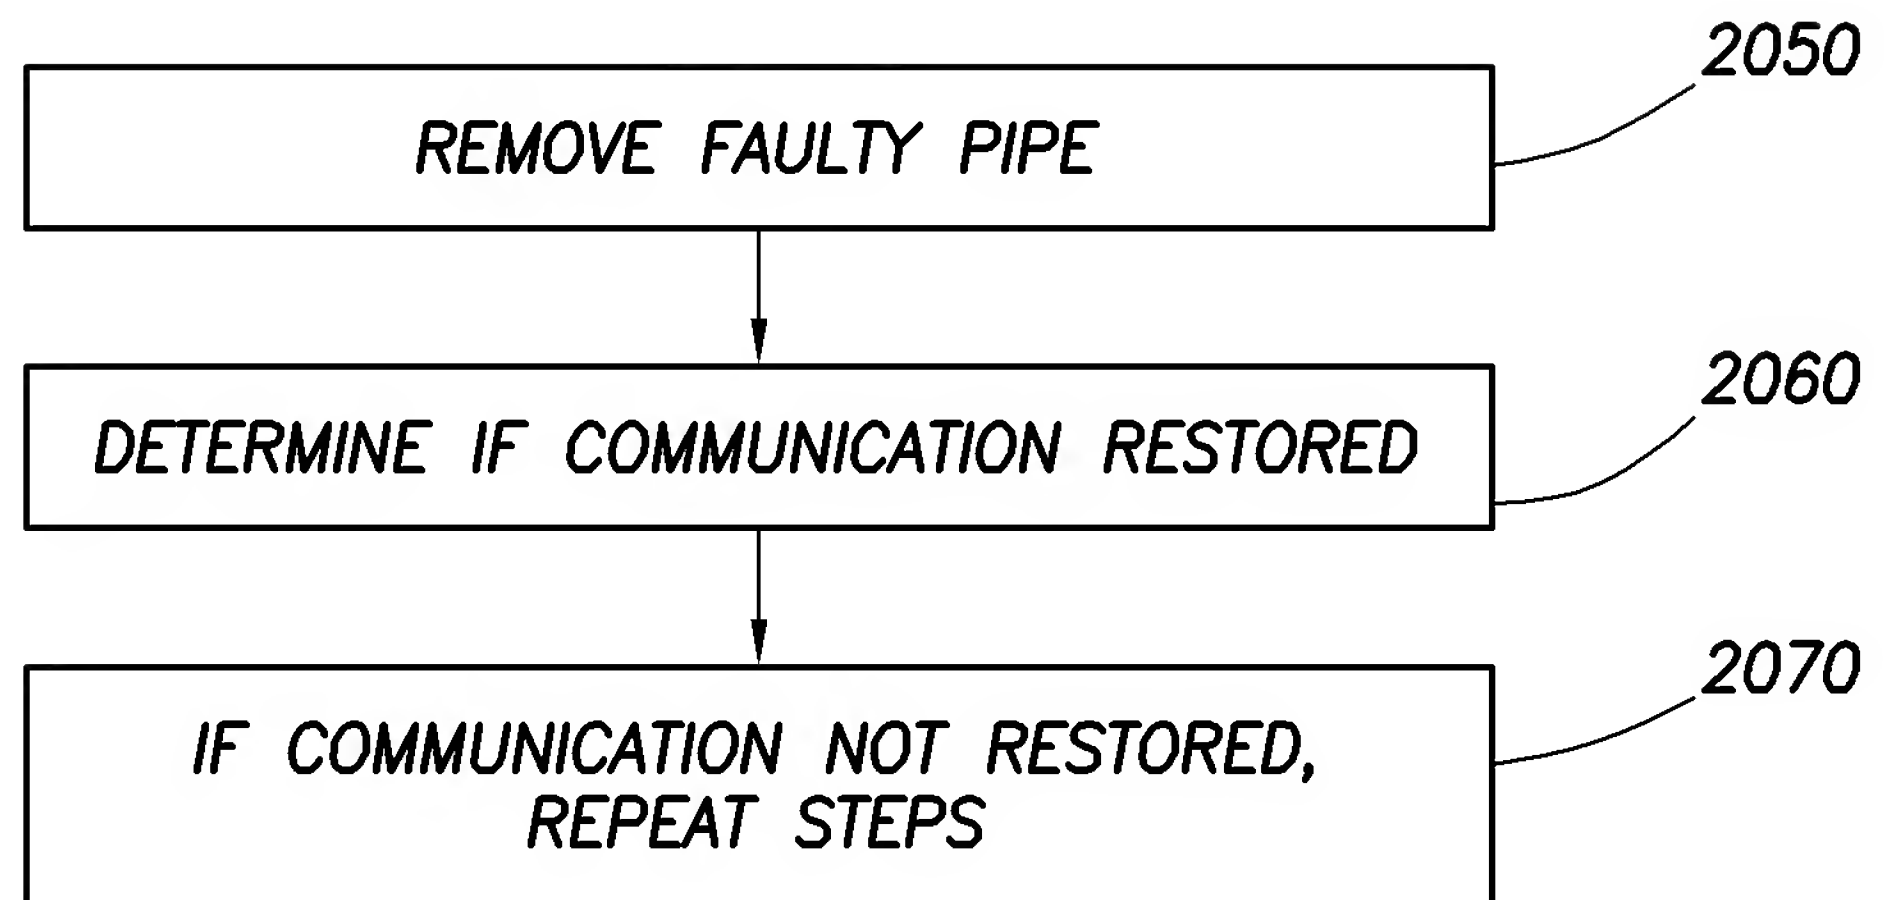 2050
REMOVE FAULTY PIPE
2060
DETERMINE IF COMMUNICATION RESTORED
2070
IF COMMUNICATION NOT RESTORED,
REPEAT STEPS